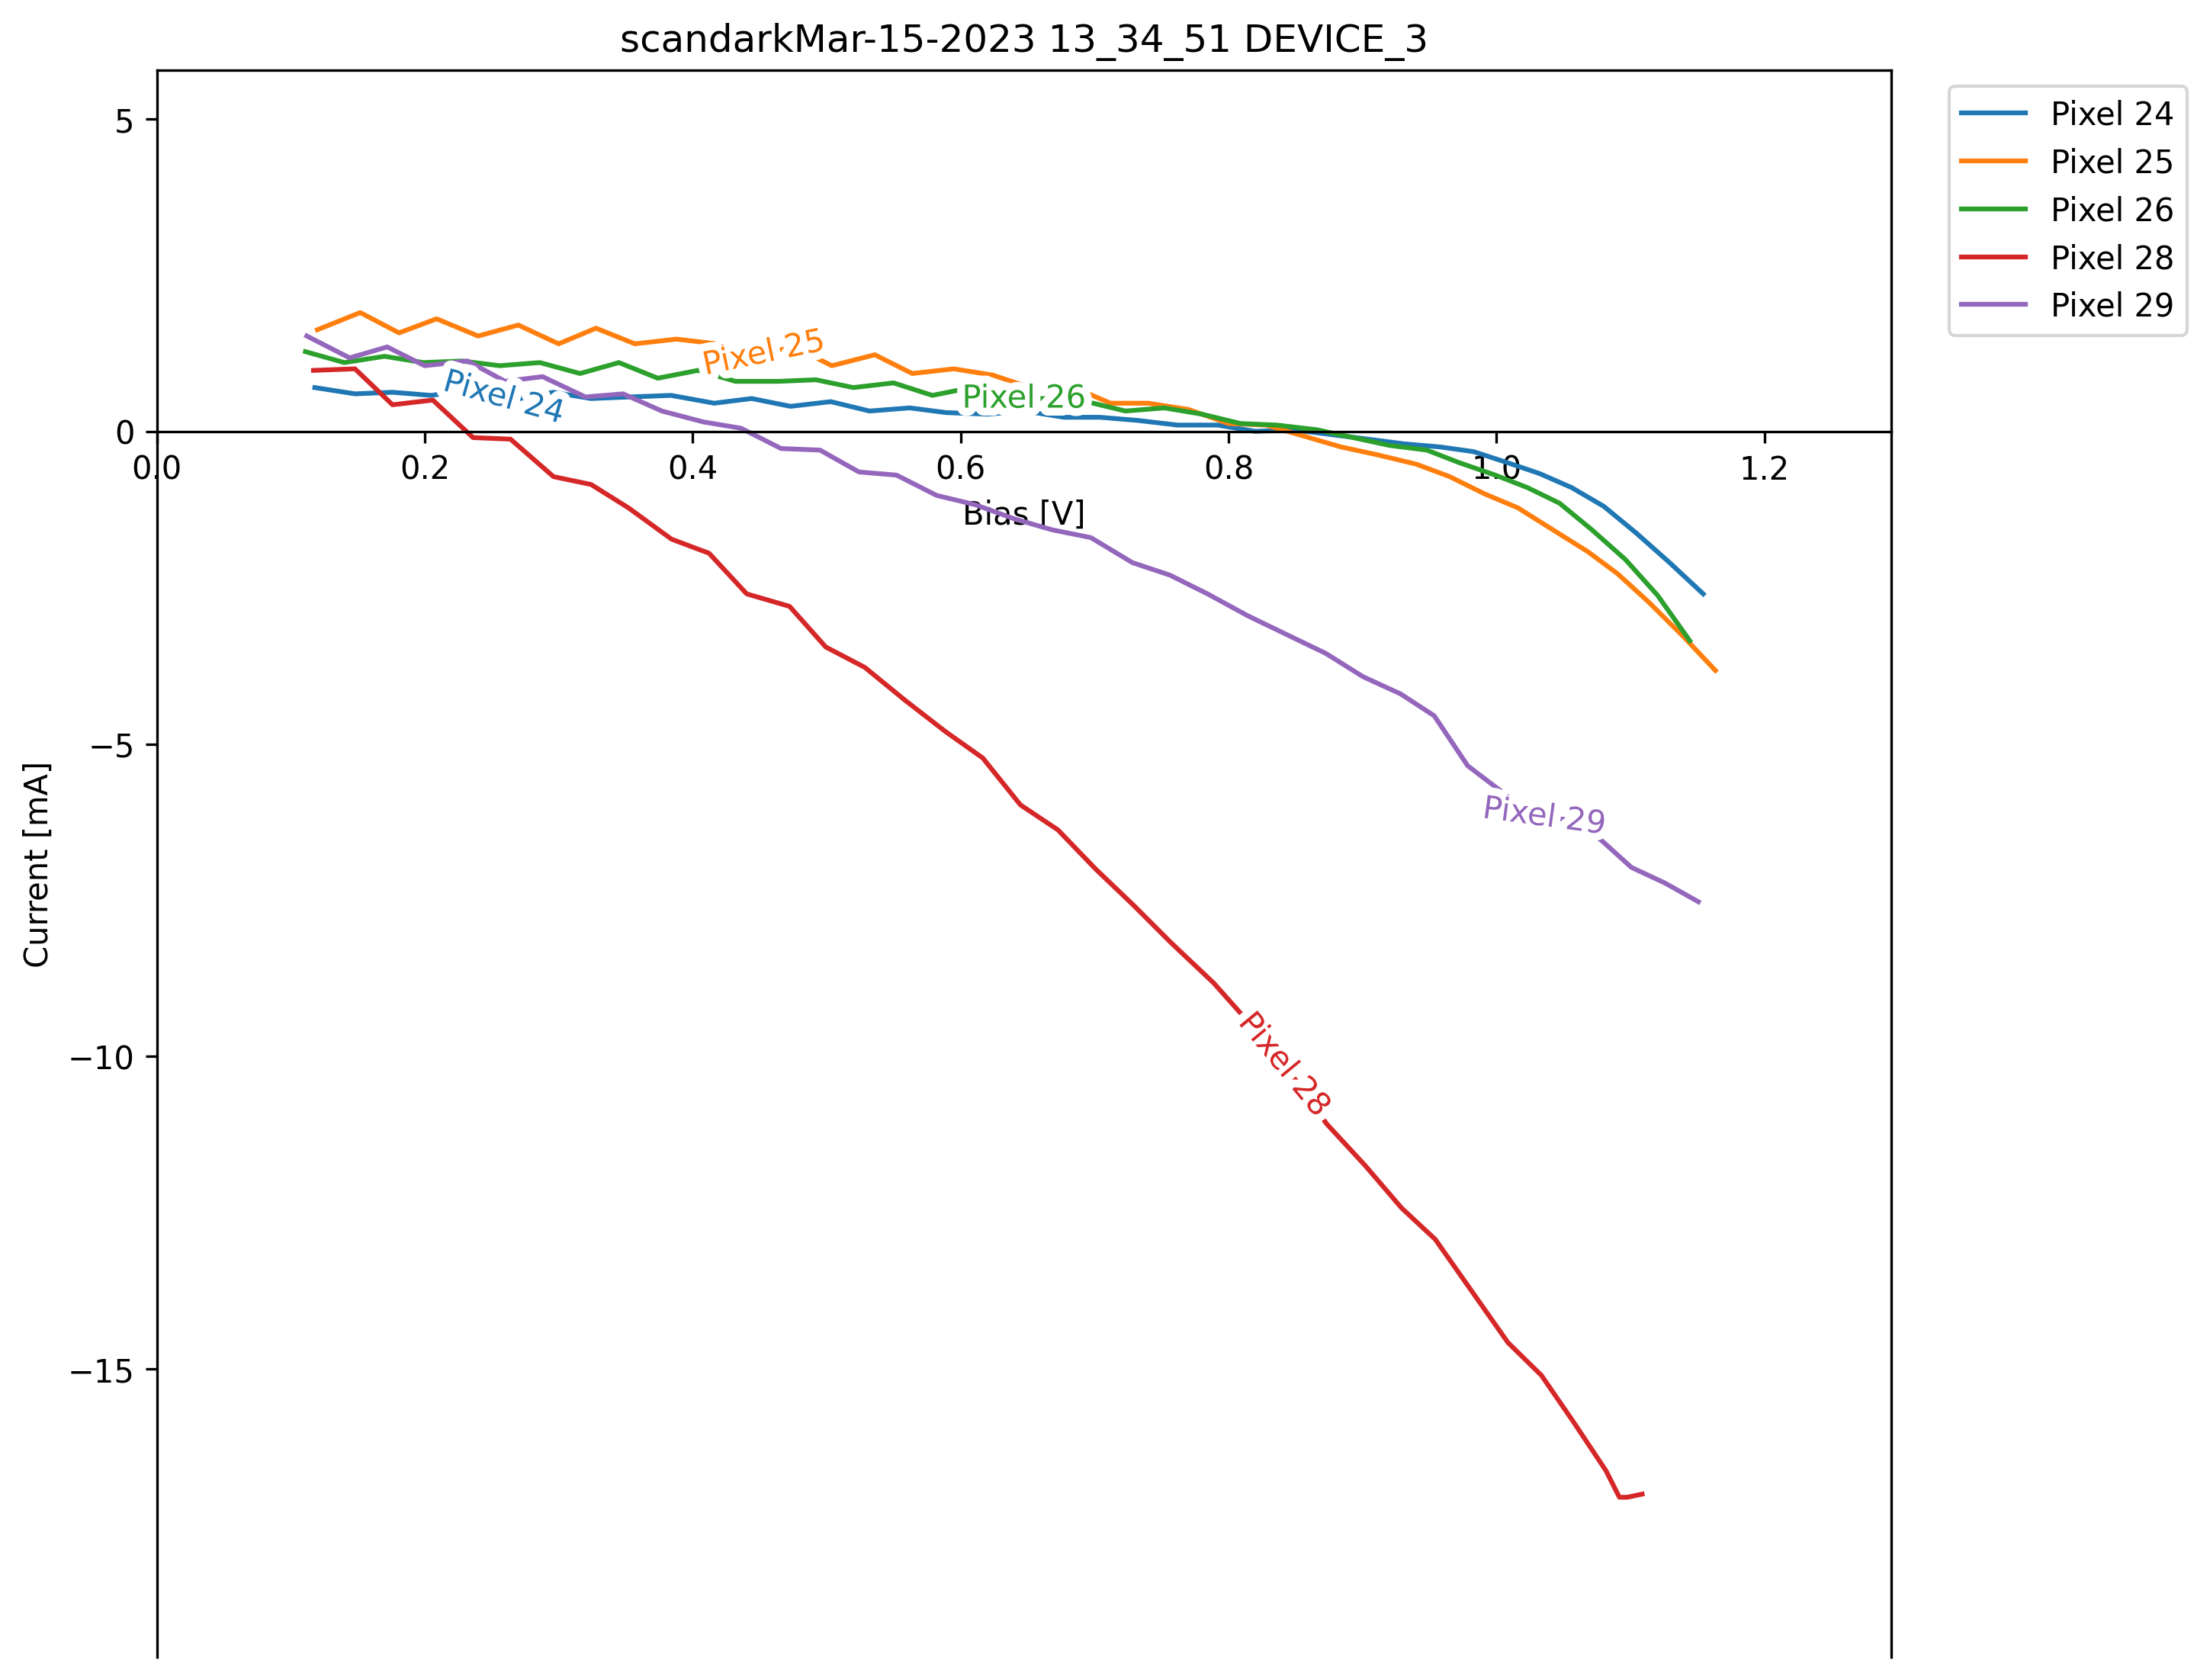 scandarkMar-15-2023 13_34_51 DEVICE_3
Pixel 24
Pixel 25
Pixel 26
Pixel 28
Pixel 29
5
0
−5
−10
−15
Current [mA]
0.0 0.2 0.4 0.6 0.8 1.0 1.2
Bias [V]
Pixel 25
Pixel 24
Pixel 26
Pixel 29
Pixel 28